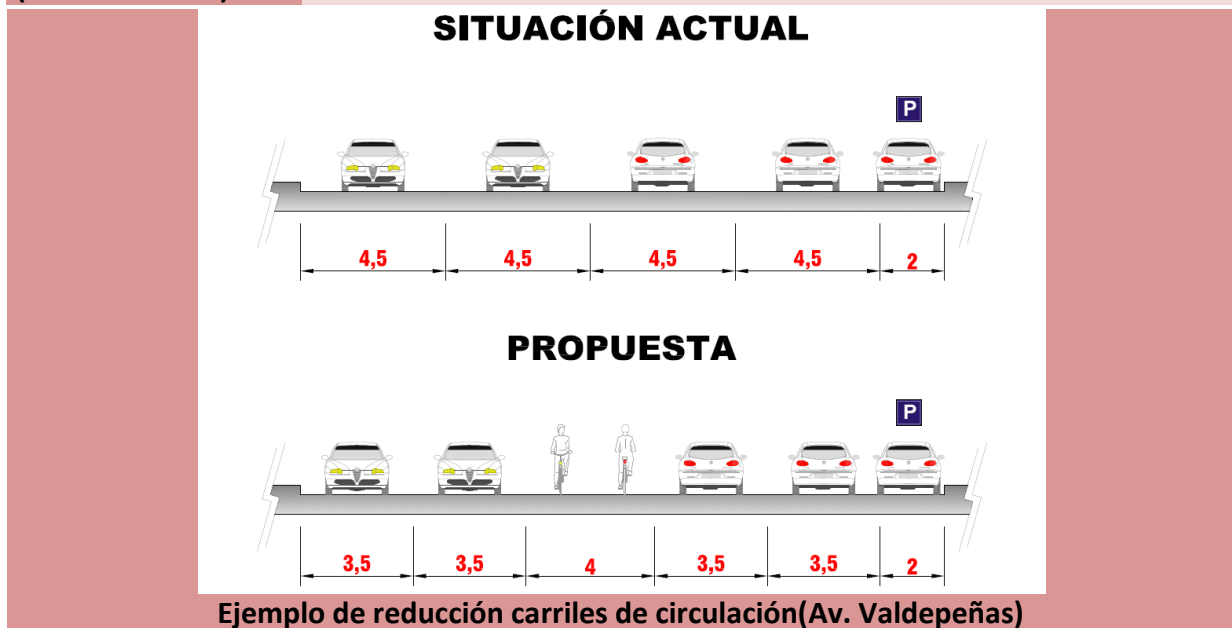 SITUACIÓN ACTUAL
P
4,5 4,5 4,5 4,5 2
PROPUESTA
P
3,5 3,5 4 3,5 3,5 2
Ejemplo de reducción carriles de circulación(Av. Valdepeñas)